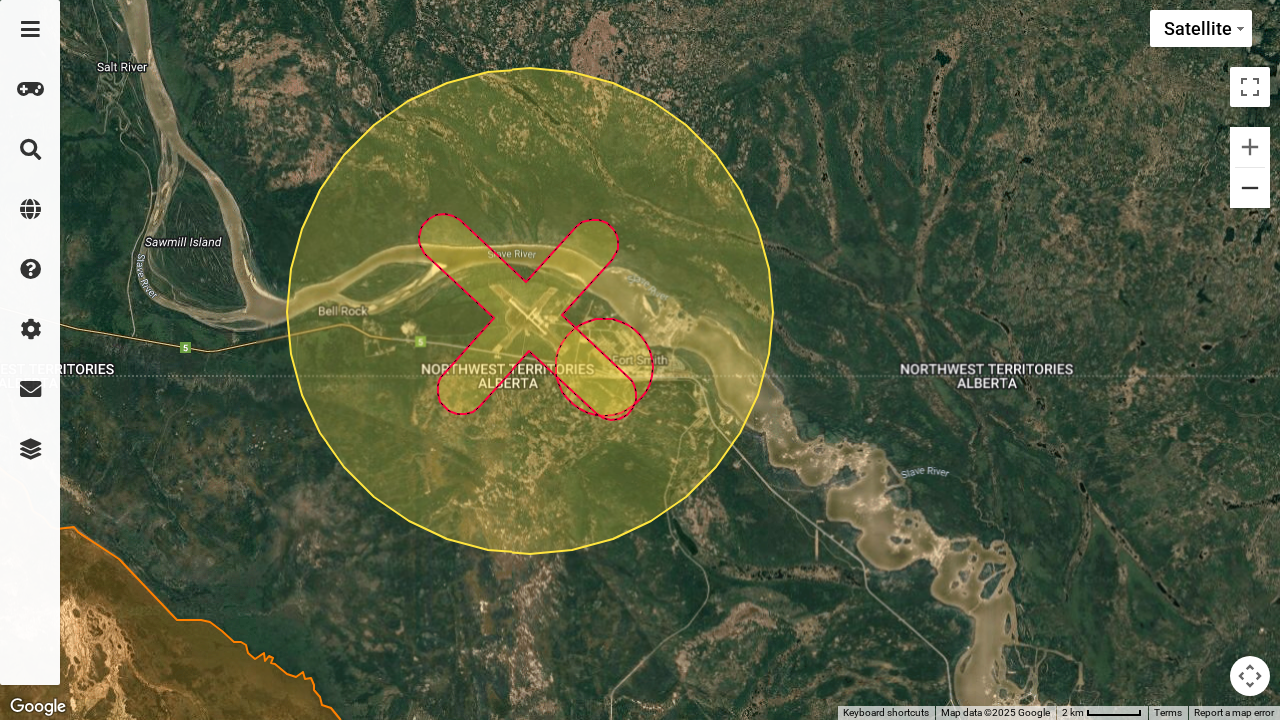 Satellite
Salt River
Sawmill Island
Slave River
Slave River
Bell Rock
5
5
Fort Smith
EST TERRITORIES
NORTHWEST TERRITORIES
ALBERTA
NORTHWEST TERRITORIES
ALBERTA
Slave River
Google
Keyboard shortcuts
Map data ©2025 Google
2 km
Terms
Report a map error